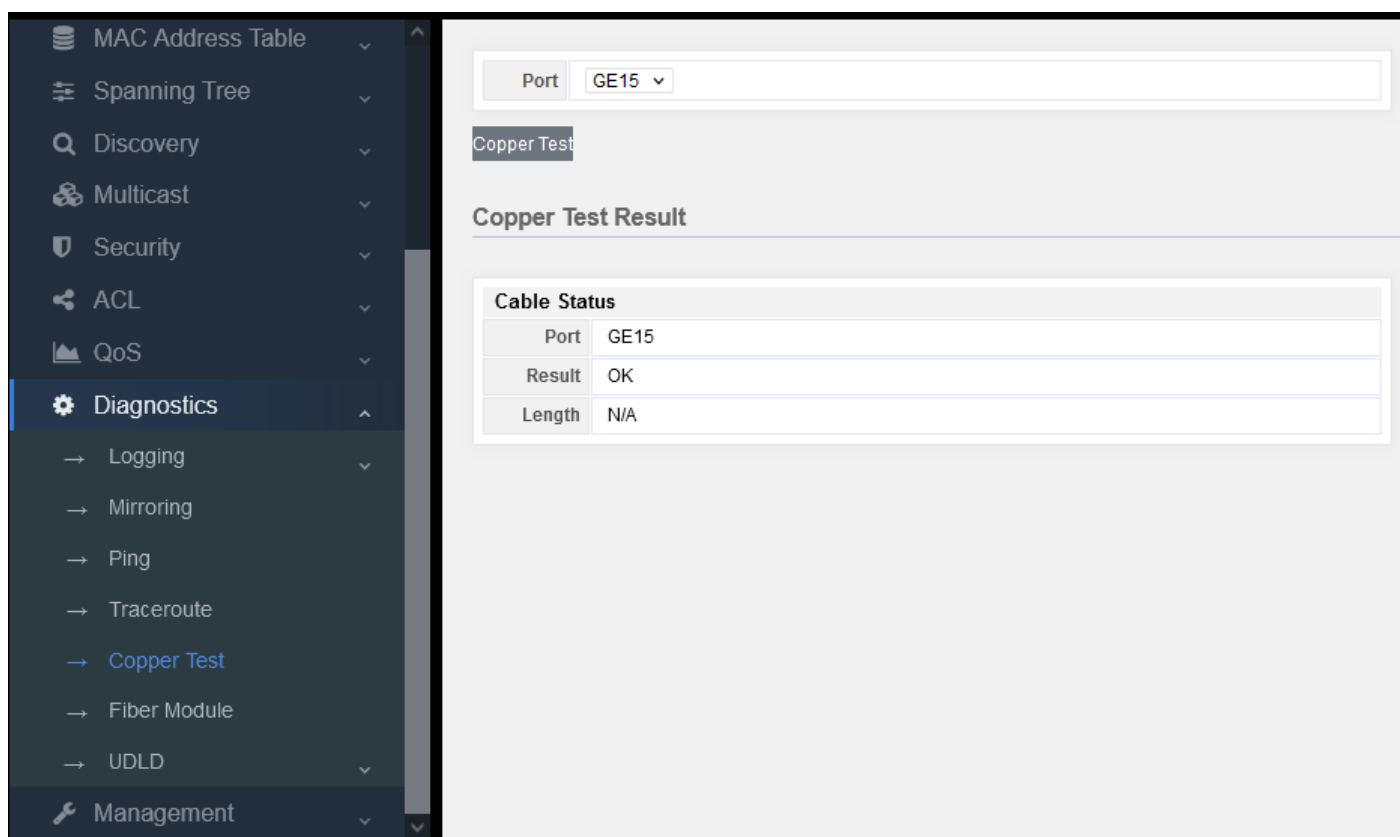 MAC Address Table
Spanning Tree
Discovery
Multicast
Security
ACL
QoS
Diagnostics
→ Logging
→ Mirroring
→ Ping
→ Traceroute
→ Copper Test
→ Fiber Module
→ UDLD
Management
Port GE15
Copper Test
Copper Test Result
Cable Status
Port GE15
Result OK
Length N/A